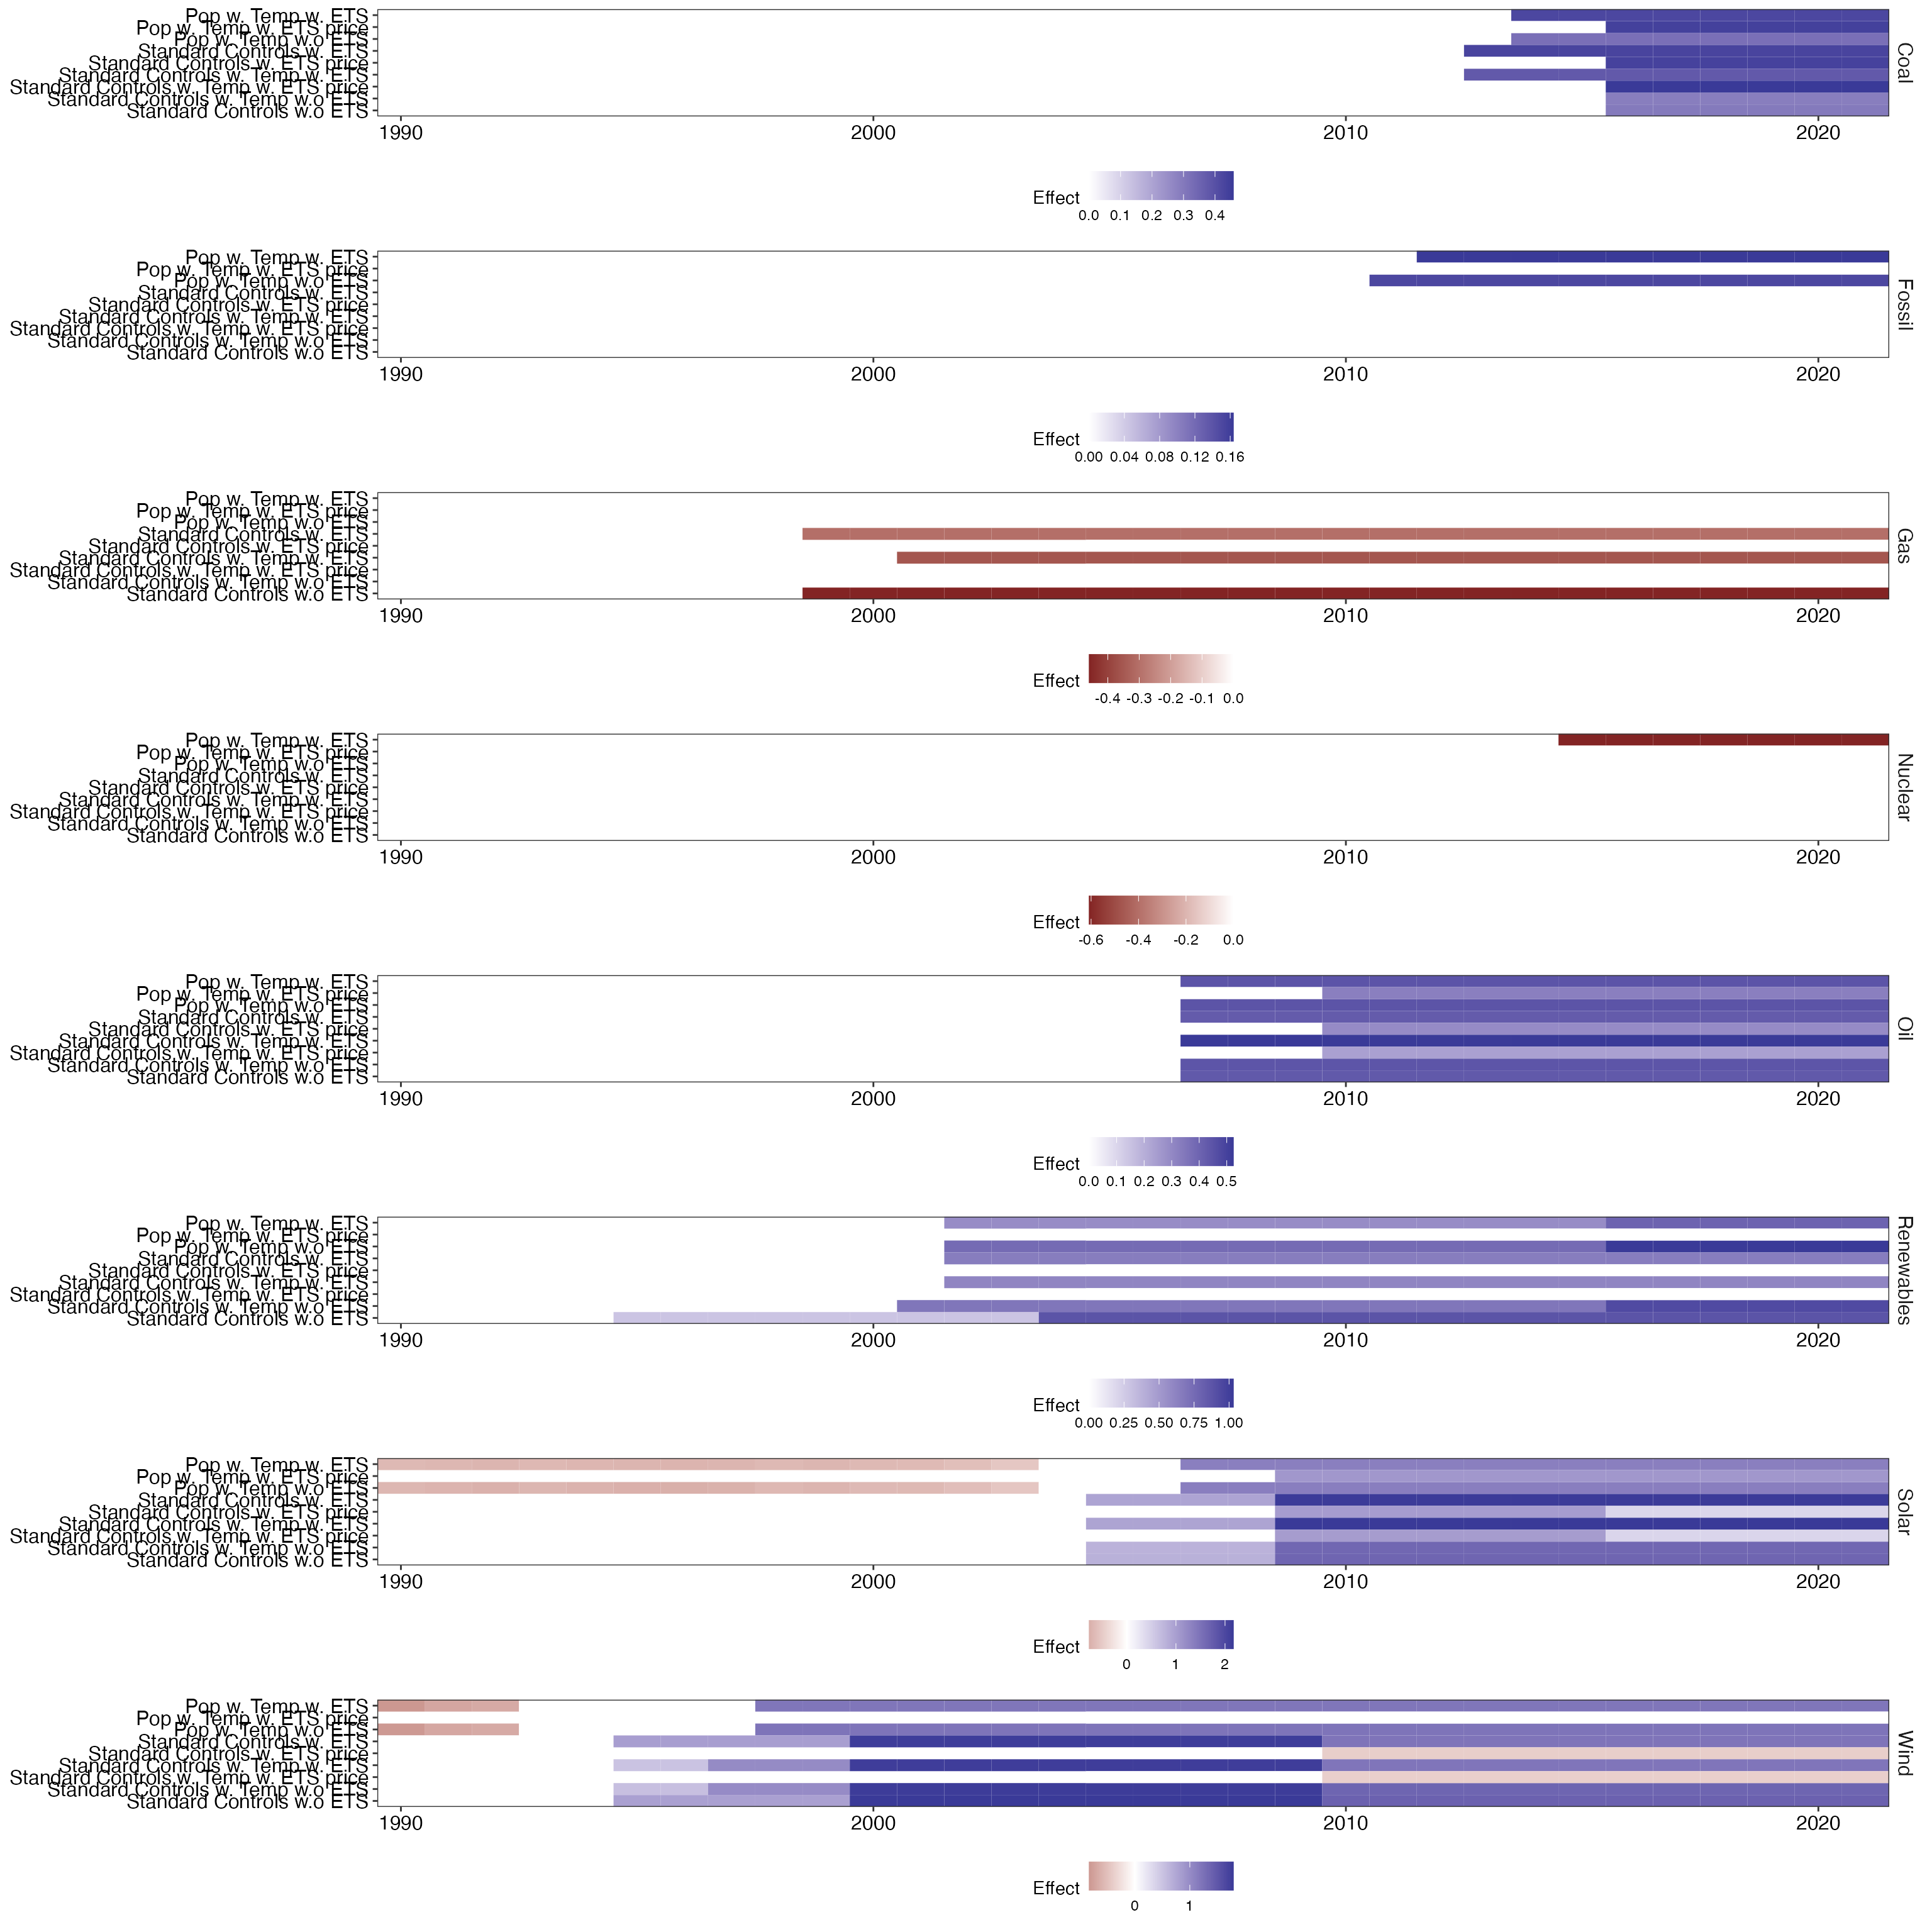 Pop w. Temp w. ETS
Pop w. Temp w. ETS price
Pop w. Temp w.o ETS
Standard Controls w. ETS
Standard Controls w. ETS price
Standard Controls w. Temp w. ETS
Standard Controls w. Temp w. ETS price
Standard Controls w. Temp w.o ETS
Standard Controls w.o ETS
Coal
1990 2000 2010 2020
Effect
0.0 0.1 0.2 0.3 0.4
Pop w. Temp w. ETS
Pop w. Temp w. ETS price
Pop w. Temp w.o ETS
Standard Controls w. ETS
Standard Controls w. ETS price
Standard Controls w. Temp w. ETS
Standard Controls w. Temp w. ETS price
Standard Controls w. Temp w.o ETS
Standard Controls w.o ETS
Fossil
1990 2000 2010 2020
Effect
0.00 0.04 0.08 0.12 0.16
Pop w. Temp w. ETS
Pop w. Temp w. ETS price
Pop w. Temp w.o ETS
Standard Controls w. ETS
Standard Controls w. ETS price
Standard Controls w. Temp w. ETS
Standard Controls w. Temp w. ETS price
Standard Controls w. Temp w.o ETS
Standard Controls w.o ETS
Gas
1990 2000 2010 2020
Effect
-0.4 -0.3 -0.2 -0.1 0.0
Pop w. Temp w. ETS
Pop w. Temp w. ETS price
Pop w. Temp w.o ETS
Standard Controls w. ETS
Standard Controls w. ETS price
Standard Controls w. Temp w. ETS
Standard Controls w. Temp w. ETS price
Standard Controls w. Temp w.o ETS
Standard Controls w.o ETS
Nuclear
1990 2000 2010 2020
Effect
-0.6 -0.4 -0.2 0.0
Pop w. Temp w. ETS
Pop w. Temp w. ETS price
Pop w. Temp w.o ETS
Standard Controls w. ETS
Standard Controls w. ETS price
Standard Controls w. Temp w. ETS
Standard Controls w. Temp w. ETS price
Standard Controls w. Temp w.o ETS
Standard Controls w.o ETS
Oil
1990 2000 2010 2020
Effect
0.0 0.1 0.2 0.3 0.4 0.5
Pop w. Temp w. ETS
Pop w. Temp w. ETS price
Pop w. Temp w.o ETS
Standard Controls w. ETS
Standard Controls w. ETS price
Standard Controls w. Temp w. ETS
Standard Controls w. Temp w. ETS price
Standard Controls w. Temp w.o ETS
Standard Controls w.o ETS
Renewables
1990 2000 2010 2020
Effect
0.00 0.25 0.50 0.75 1.00
Pop w. Temp w. ETS
Pop w. Temp w. ETS price
Pop w. Temp w.o ETS
Standard Controls w. ETS
Standard Controls w. ETS price
Standard Controls w. Temp w. ETS
Standard Controls w. Temp w. ETS price
Standard Controls w. Temp w.o ETS
Standard Controls w.o ETS
Solar
1990 2000 2010 2020
Effect
0 1 2
Pop w. Temp w. ETS
Pop w. Temp w. ETS price
Pop w. Temp w.o ETS
Standard Controls w. ETS
Standard Controls w. ETS price
Standard Controls w. Temp w. ETS
Standard Controls w. Temp w. ETS price
Standard Controls w. Temp w.o ETS
Standard Controls w.o ETS
Wind
1990 2000 2010 2020
Effect
0 1